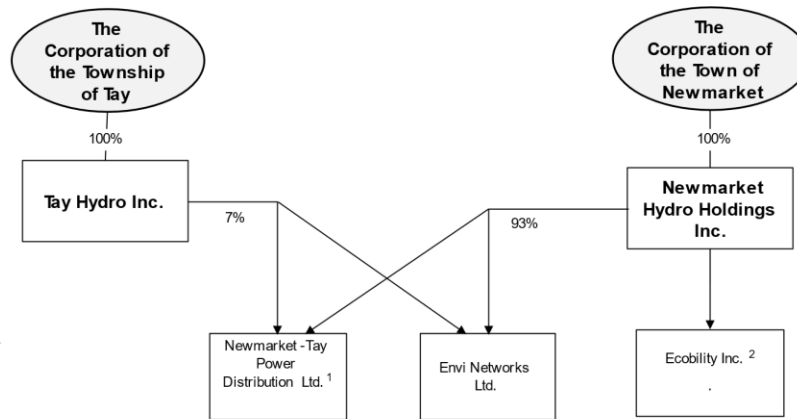 The
Corporation of
the Township
of Tay
The
Corporation of
the Town of
Newmarket
100%
100%
Tay Hydro Inc.
Newmarket
Hydro Holdings
Inc.
7%
93%
Newmarket -Tay
Power
Distribution Ltd. 1
Envi Networks
Ltd.
Ecobility Inc. 2
.